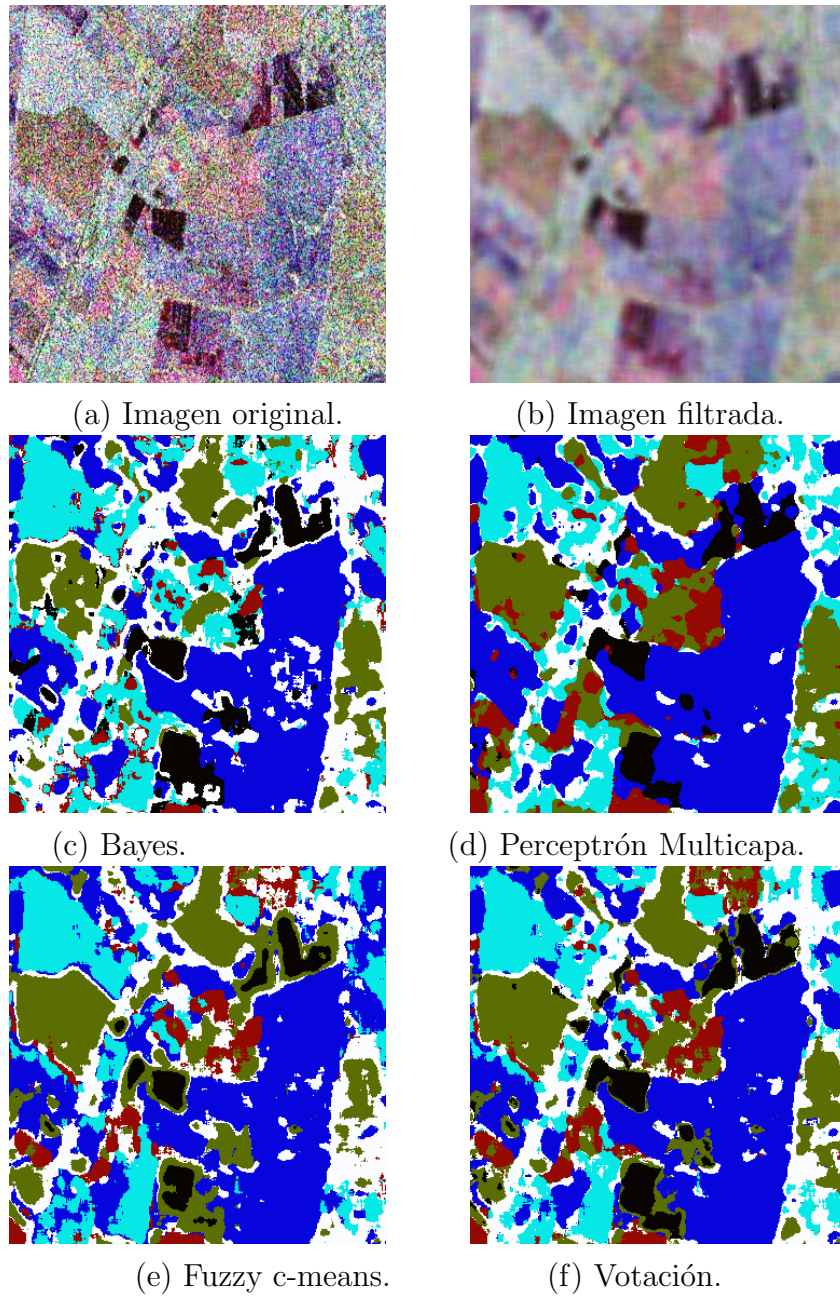 (a) Imagen original.
(b) Imagen filtrada.
(c) Bayes.
(d) Perceptrón Multicapa.
(e) Fuzzy c-means.
(f) Votación.